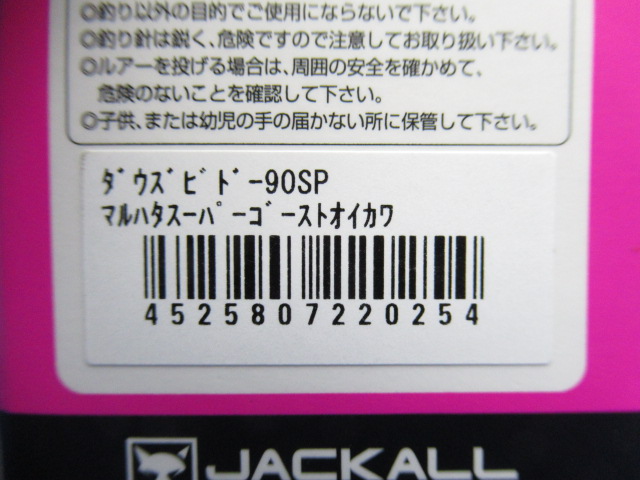 ◎釣り以外の目的でご使用にならないで下さい。
◎釣り針は鋭く、危険ですので注意してお取り扱い下さい。
◎ルアーを投げる場合は、周囲の安全を確かめて、
危険のないことを確認して下さい。
◎子供、または幼児の手の届かない所に保管して下さい。
ﾀﾞｳｽﾞﾋﾞﾄﾞｰ90SP
ﾏﾙﾊﾀｽｰﾊﾟｰｺﾞｰｽﾄｵｲｶﾜ
4525807220254
JACKALL